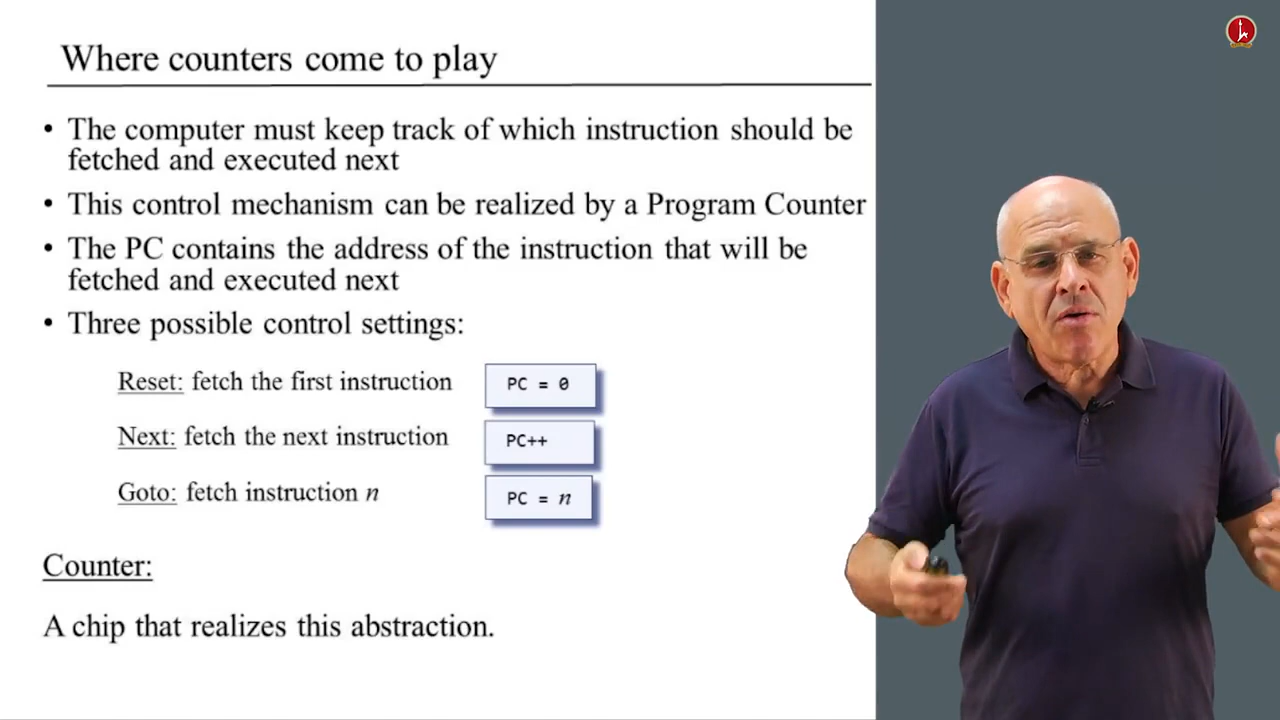 Where counters come to play
• The computer must keep track of which instruction should be
fetched and executed next
• This control mechanism can be realized by a Program Counter
• The PC contains the address of the instruction that will be
fetched and executed next
• Three possible control settings:
Reset: fetch the first instruction
PC = 0
Next: fetch the next instruction
PC++
Goto: fetch instruction n
PC = n
Counter:
A chip that realizes this abstraction.